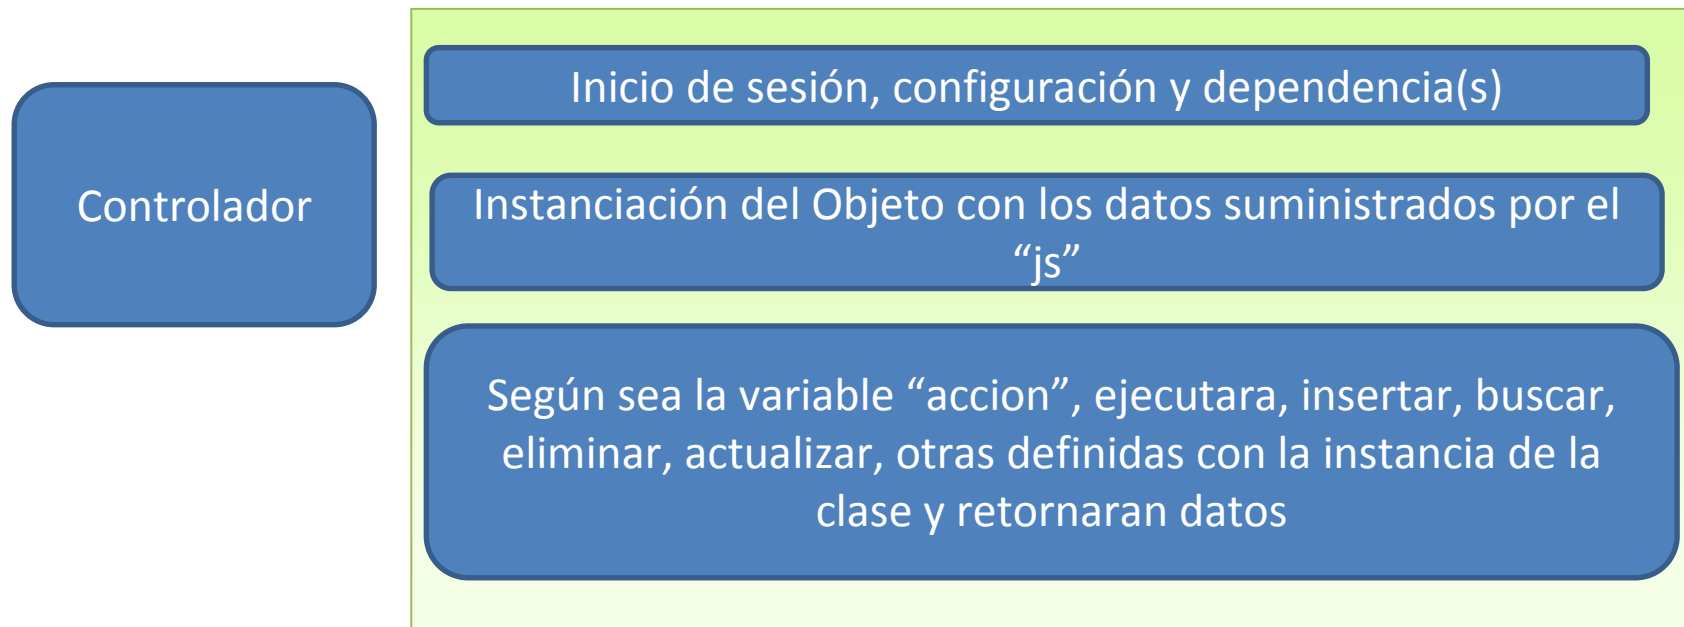 Controlador
Inicio de sesión, configuración y dependencia(s)
Instanciación del Objeto con los datos suministrados por el
“js”
Según sea la variable “accion”, ejecutara, insertar, buscar,
eliminar, actualizar, otras definidas con la instancia de la
clase y retornaran datos